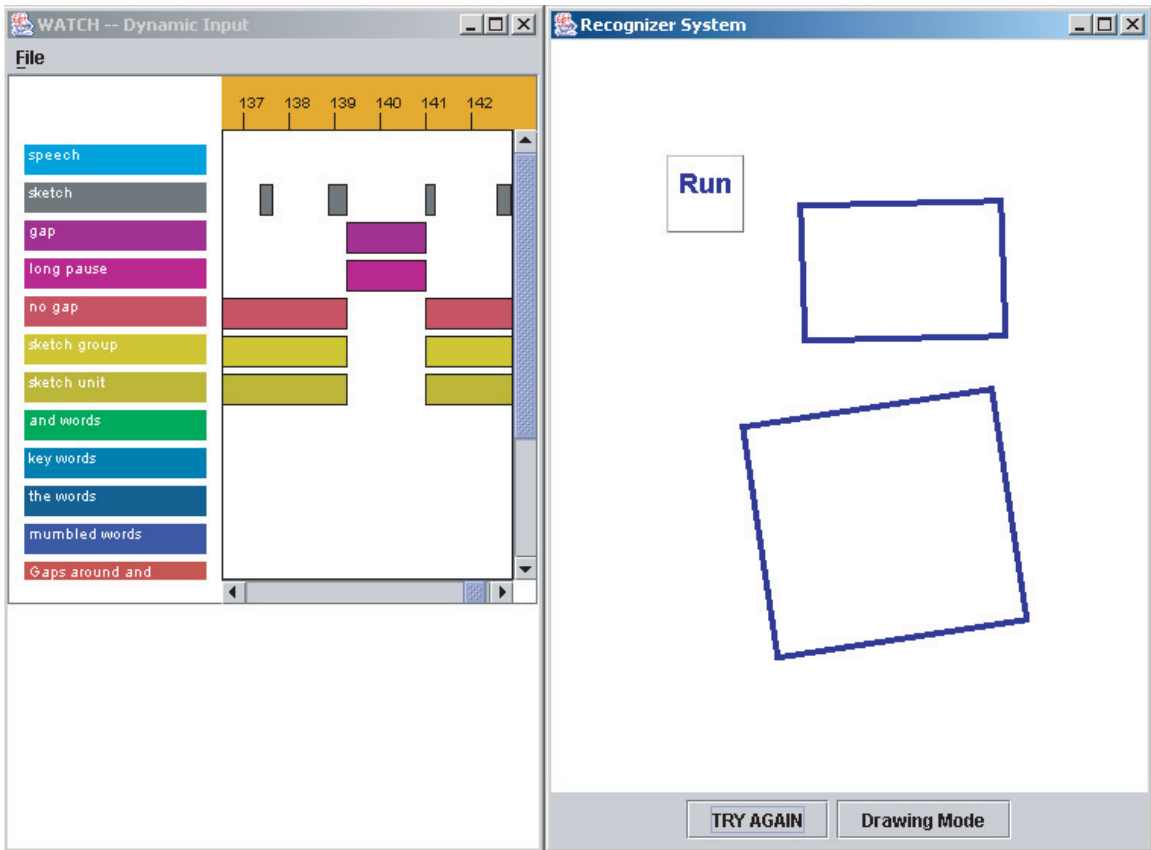 WATCH -- Dynamic Input
File
137 138 139 140 141 142
speech
sketch
gap
long pause
no gap
sketch group
sketch unit
and words
key words
the words
mumbled words
Gaps around and
Recognizer System
Run
TRY AGAIN
Drawing Mode